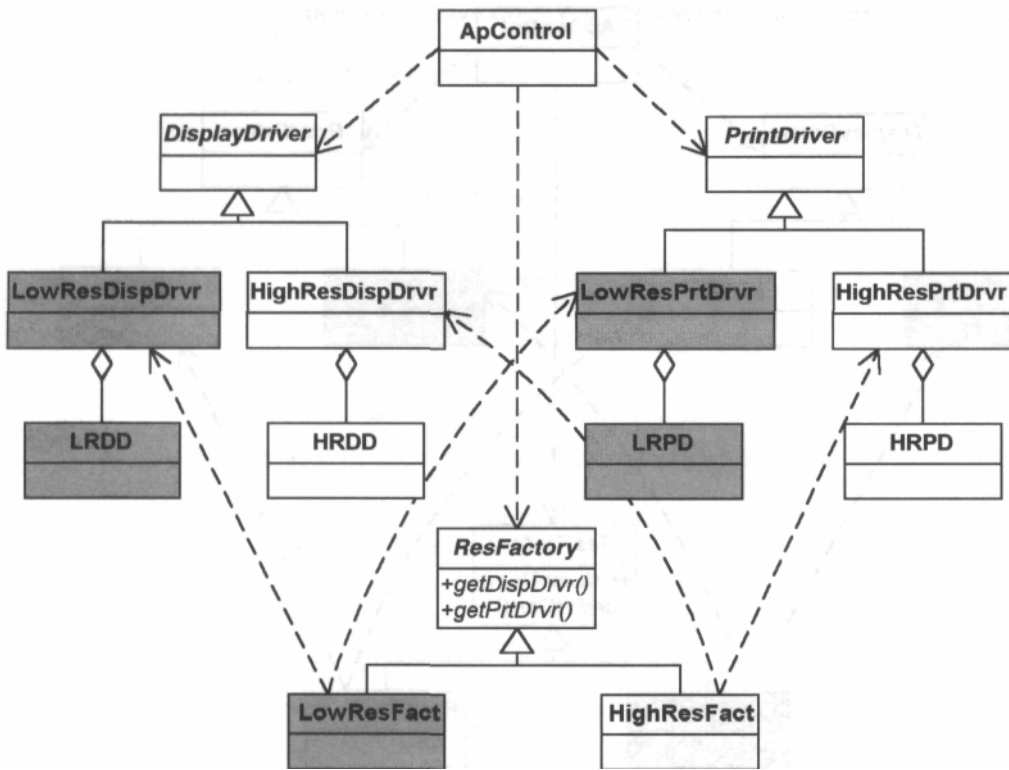 ApControl
DisplayDriver
PrintDriver
LowResDispDrvr
HighResDispDrvr
LowResPrtDrvr
HighResPrtDrvr
LRDD
HRDD
LRPD
HRPD
ResFactory
+getDispDrvr()
+getPrtDrvr()
LowResFact
HighResFact